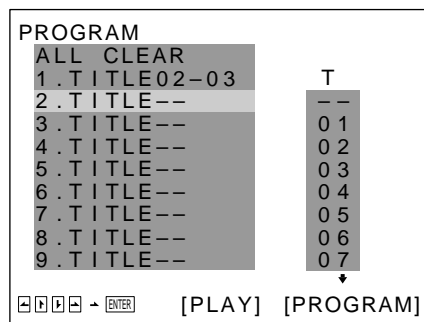 PROGRAM
ALL CLEAR
1.TITLE02–03
T
2.TITLE––
––
3.TITLE––
01
4.TITLE––
02
5.TITLE––
03
6.TITLE––
04
7.TITLE––
05
8.TITLE––
06
9.TITLE––
07
ENTER [PLAY] [PROGRAM]